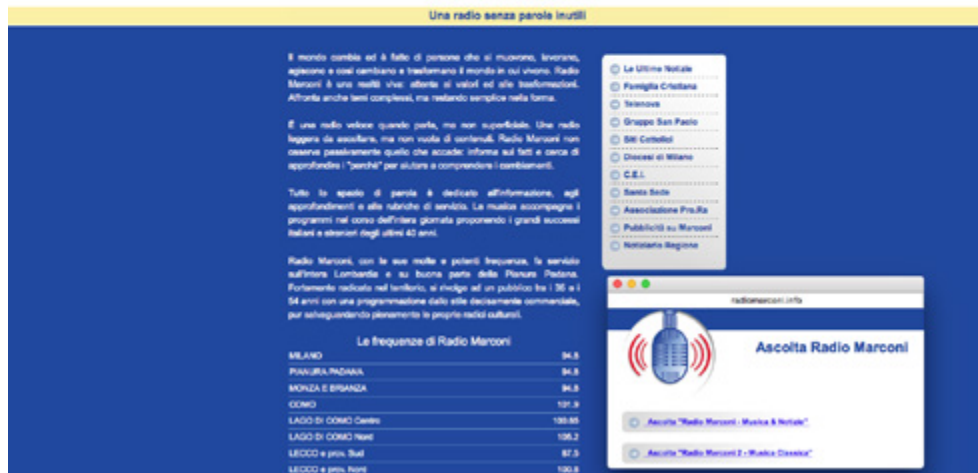 Una radio senza parole inutili
Il mondo cambia ed è fatto di persone che si muovono, lavorano,
agiscono e così cambiano e trasformano il mondo in cui vivono. Radio
Marconi è una realtà viva: attenta ai valori ed alle trasformazioni.
Affronta anche temi complessi, ma restando semplice nella forma.
È una radio veloce quando parla, ma non superficiale. Una radio
leggera da ascoltare, ma non vuota di contenuti. Radio Marconi non
osserva passivamente quello che accade: informa sui fatti e cerca di
approfondire i "perchè" per aiutare a comprendere i cambiamenti.
Tutto lo spazio di parola è dedicato all'informazione, agli
approfondimenti e alle rubriche di servizio. La musica accompagna i
programmi nel corso dell'intera giornata proponendo i grandi successi
italiani e stranieri degli ultimi 40 anni.
Radio Marconi, con le sue molte e potenti frequenze, fa servizio
sull'intera Lombardia e su buona parte della Pianura Padana.
Fortemente radicata nel territorio, si rivolge ad un pubblico tra i 35 e i
54 anni con una programmazione dallo stile decisamente commerciale,
pur salvaguardando pienamente le proprie radici culturali.
Le frequenze di Radio Marconi
MILANO 94.8
PIANURA PADANA 94.8
MONZA E BRIANZA 94.8
COMO 101.9
LAGO DI COMO Centro
LAGO DI COMO Nord 106.2
LECCO e prov. Sud 87.5
LECCO e prov. Nord
Le Ultime Notizie
Famiglia Cristiana
Telenova
Gruppo San Paolo
Siti Cattolici
Diocesi di Milano
C.E.I.
Santa Sede
Associazione Pro.Ra
Pubblicità su Marconi
Notiziario Regione
radiomarconi.info
Ascolta Radio Marconi
Ascolta "Radio Marconi - Musica & Notizie"
Ascolta "Radio Marconi 2 - Musica Classica"